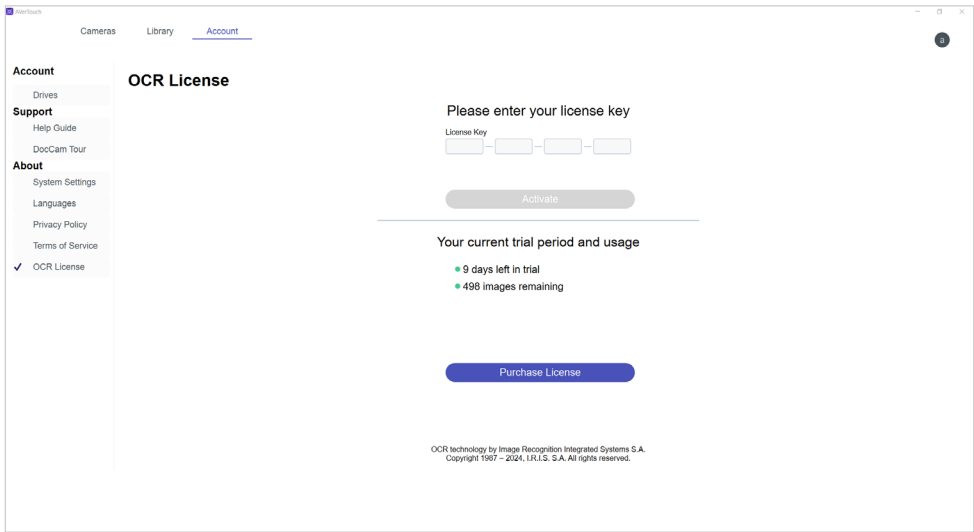 AVerTouch
Cameras Library Account
a
Account
Drives
Support
Help Guide
DocCam Tour
About
System Settings
Languages
Privacy Policy
Terms of Service
OCR License
OCR License
Please enter your license key
License Key
Activate
Your current trial period and usage
9 days left in trial
498 images remaining
Purchase License
OCR technology by Image Recognition Integrated Systems S.A.
Copyright 1987 – 2024, I.R.I.S. S.A. All rights reserved.